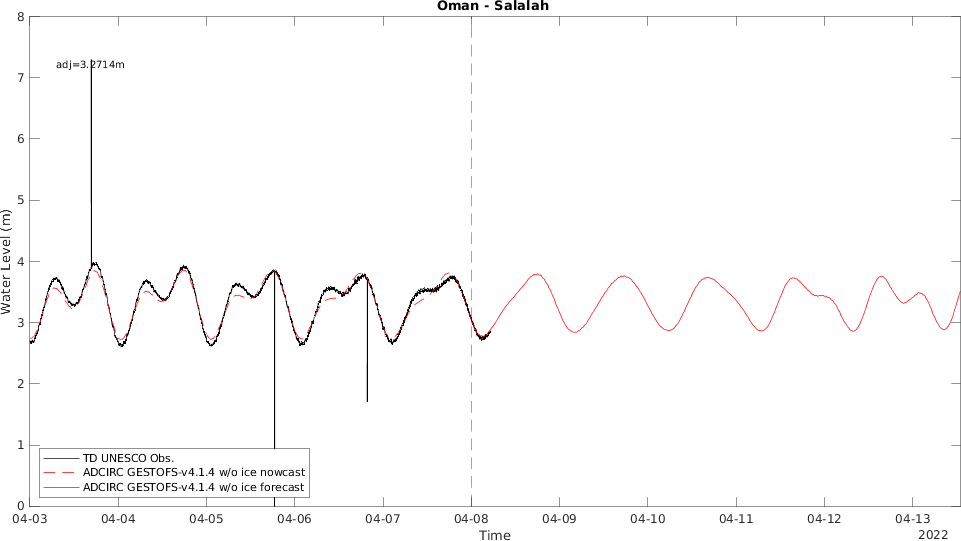 Oman - Salalah
adj=3.2714m
8
7
6
5
4
3
2
1
0
Water Level (m)
TD UNESCO Obs.
ADCIRC GESTOFS-v4.1.4 w/o ice nowcast
ADCIRC GESTOFS-v4.1.4 w/o ice forecast
04-03 04-04 04-05 04-06 04-07 04-08 04-09 04-10 04-11 04-12 04-13
Time
2022